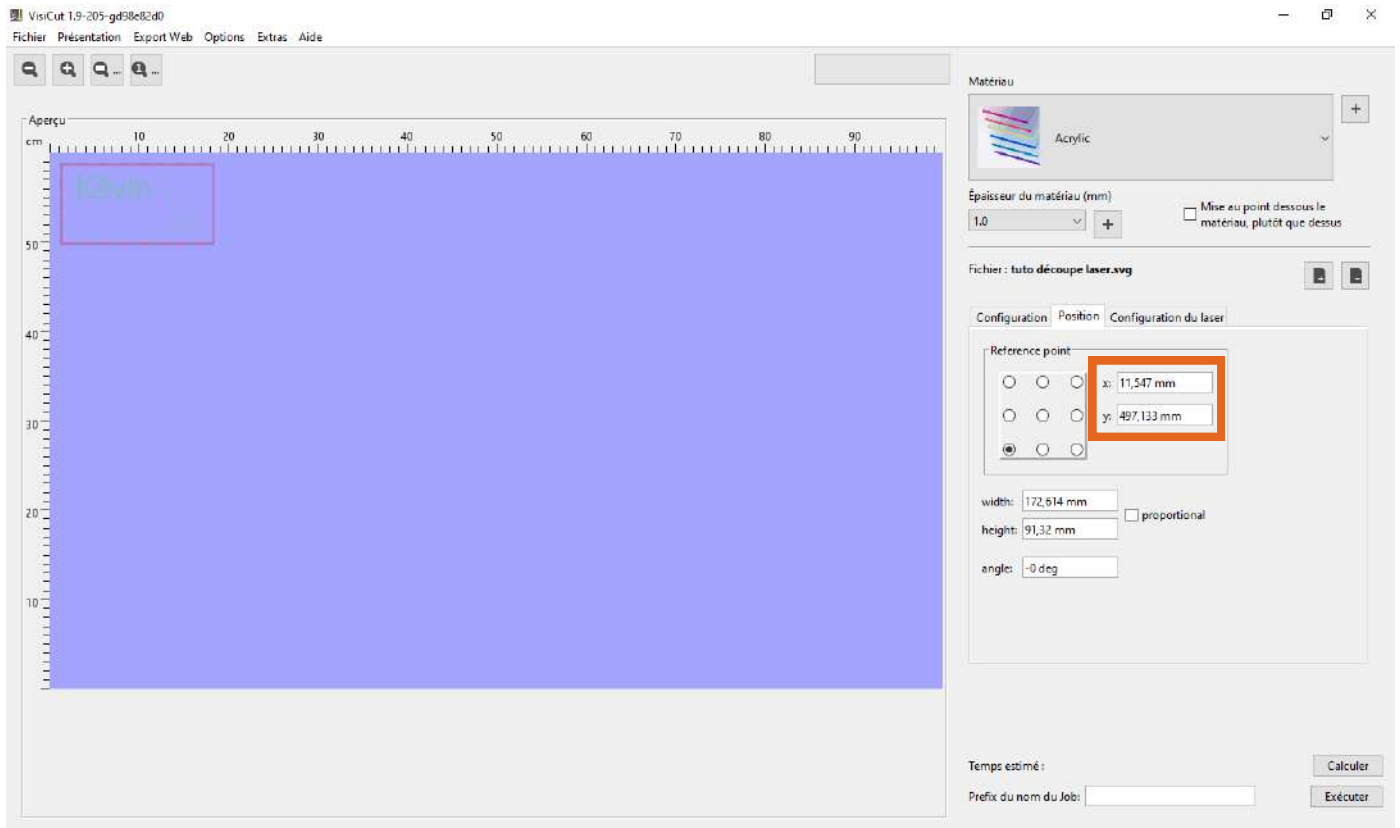 VisiCut 1.9-205-gd98e82d0
Fichier Présentation Export Web Options Extras Aide
Matériau
Acrylic
Épaisseur du matériau (mm)
1.0
Mise au point dessous le
matériau, plutôt que dessus
Fichier : tuto découpe laser.svg
Configuration Position Configuration du laser
Reference point
x: 11,547 mm
y: 497,133 mm
width: 172,614 mm
proportional
height: 91,32 mm
angle: -0 deg
Temps estimé :
Calculer
Prefix du nom du Job:
Exécuter
Aperçu
cm
10 20 30 40 50 60 70 80 90
Kévin
50
40
30
20
10